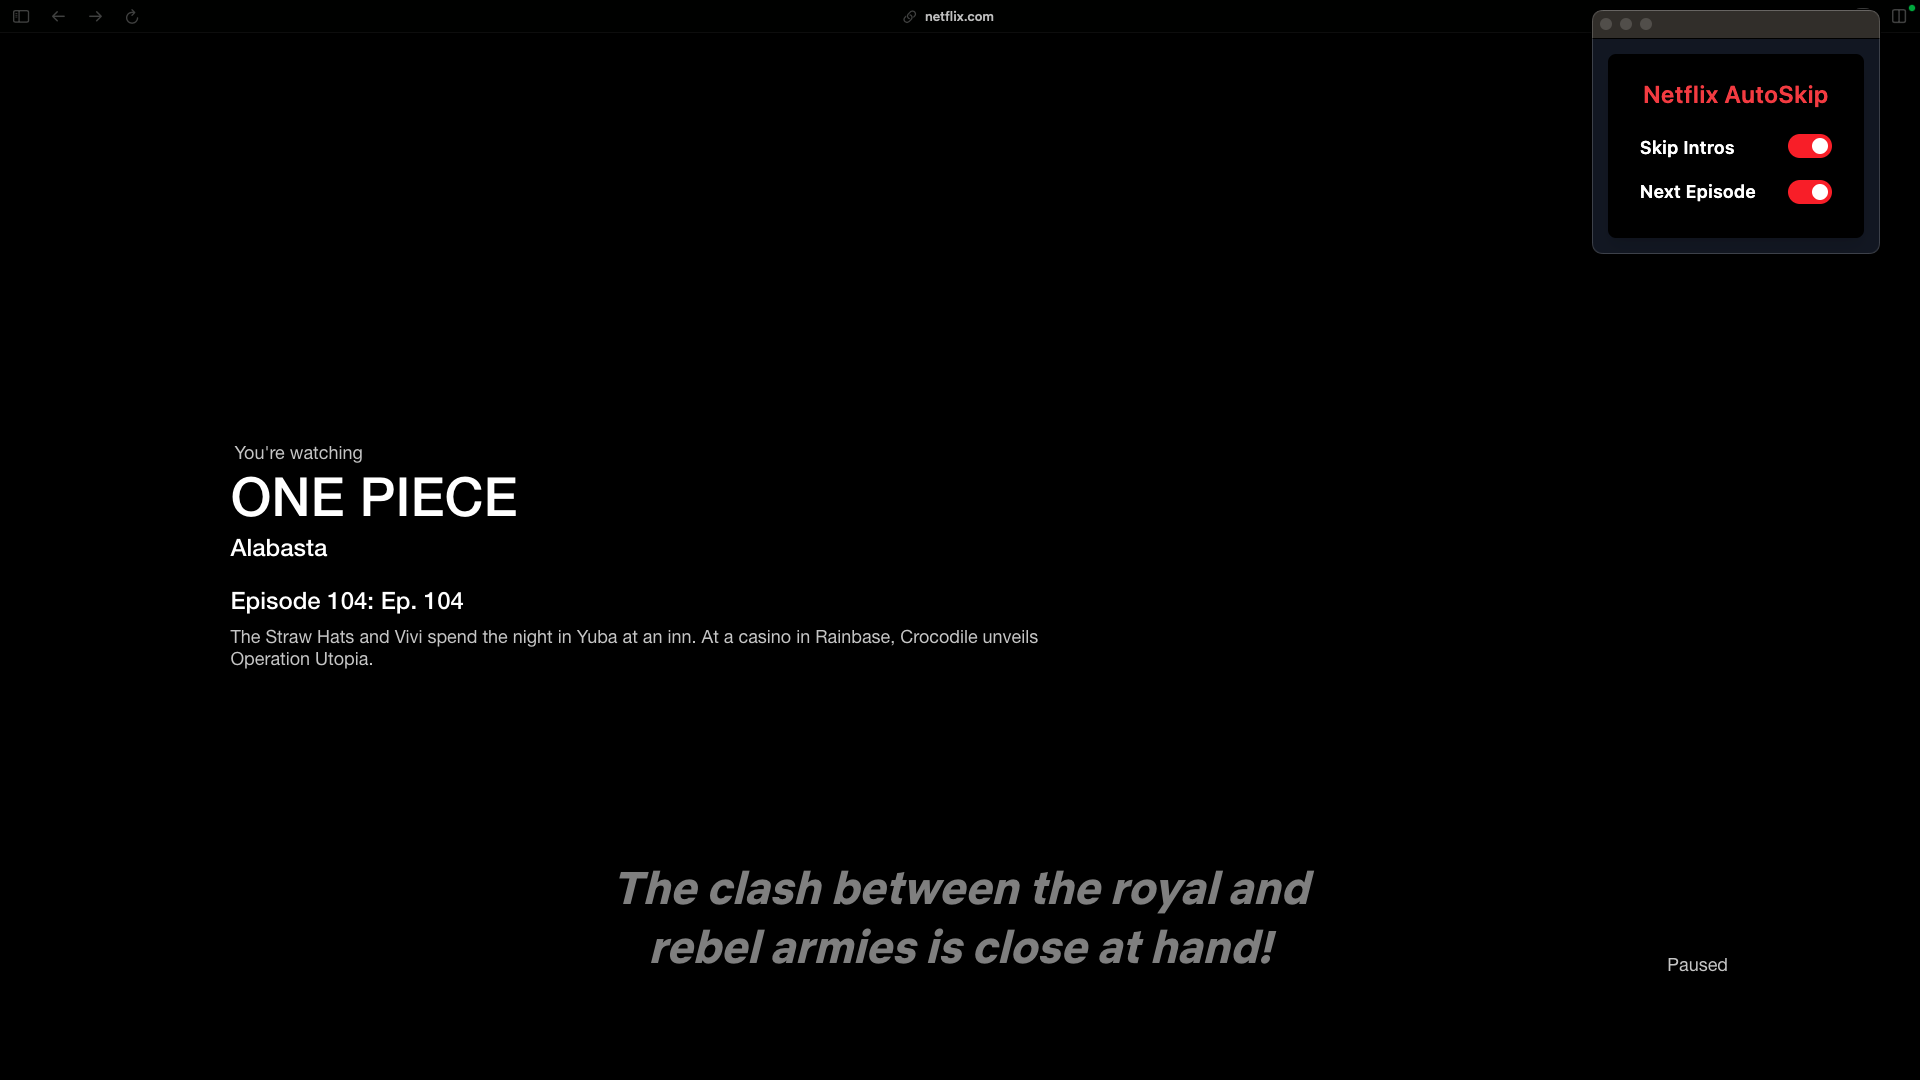 netflix.com
Netflix AutoSkip
Skip Intros
Next Episode
You're watching
ONE PIECE
Alabasta
Episode 104: Ep. 104
The Straw Hats and Vivi spend the night in Yuba at an inn. At a casino in Rainbase, Crocodile unveils
Operation Utopia.
The clash between the royal and
rebel armies is close at hand!
Paused